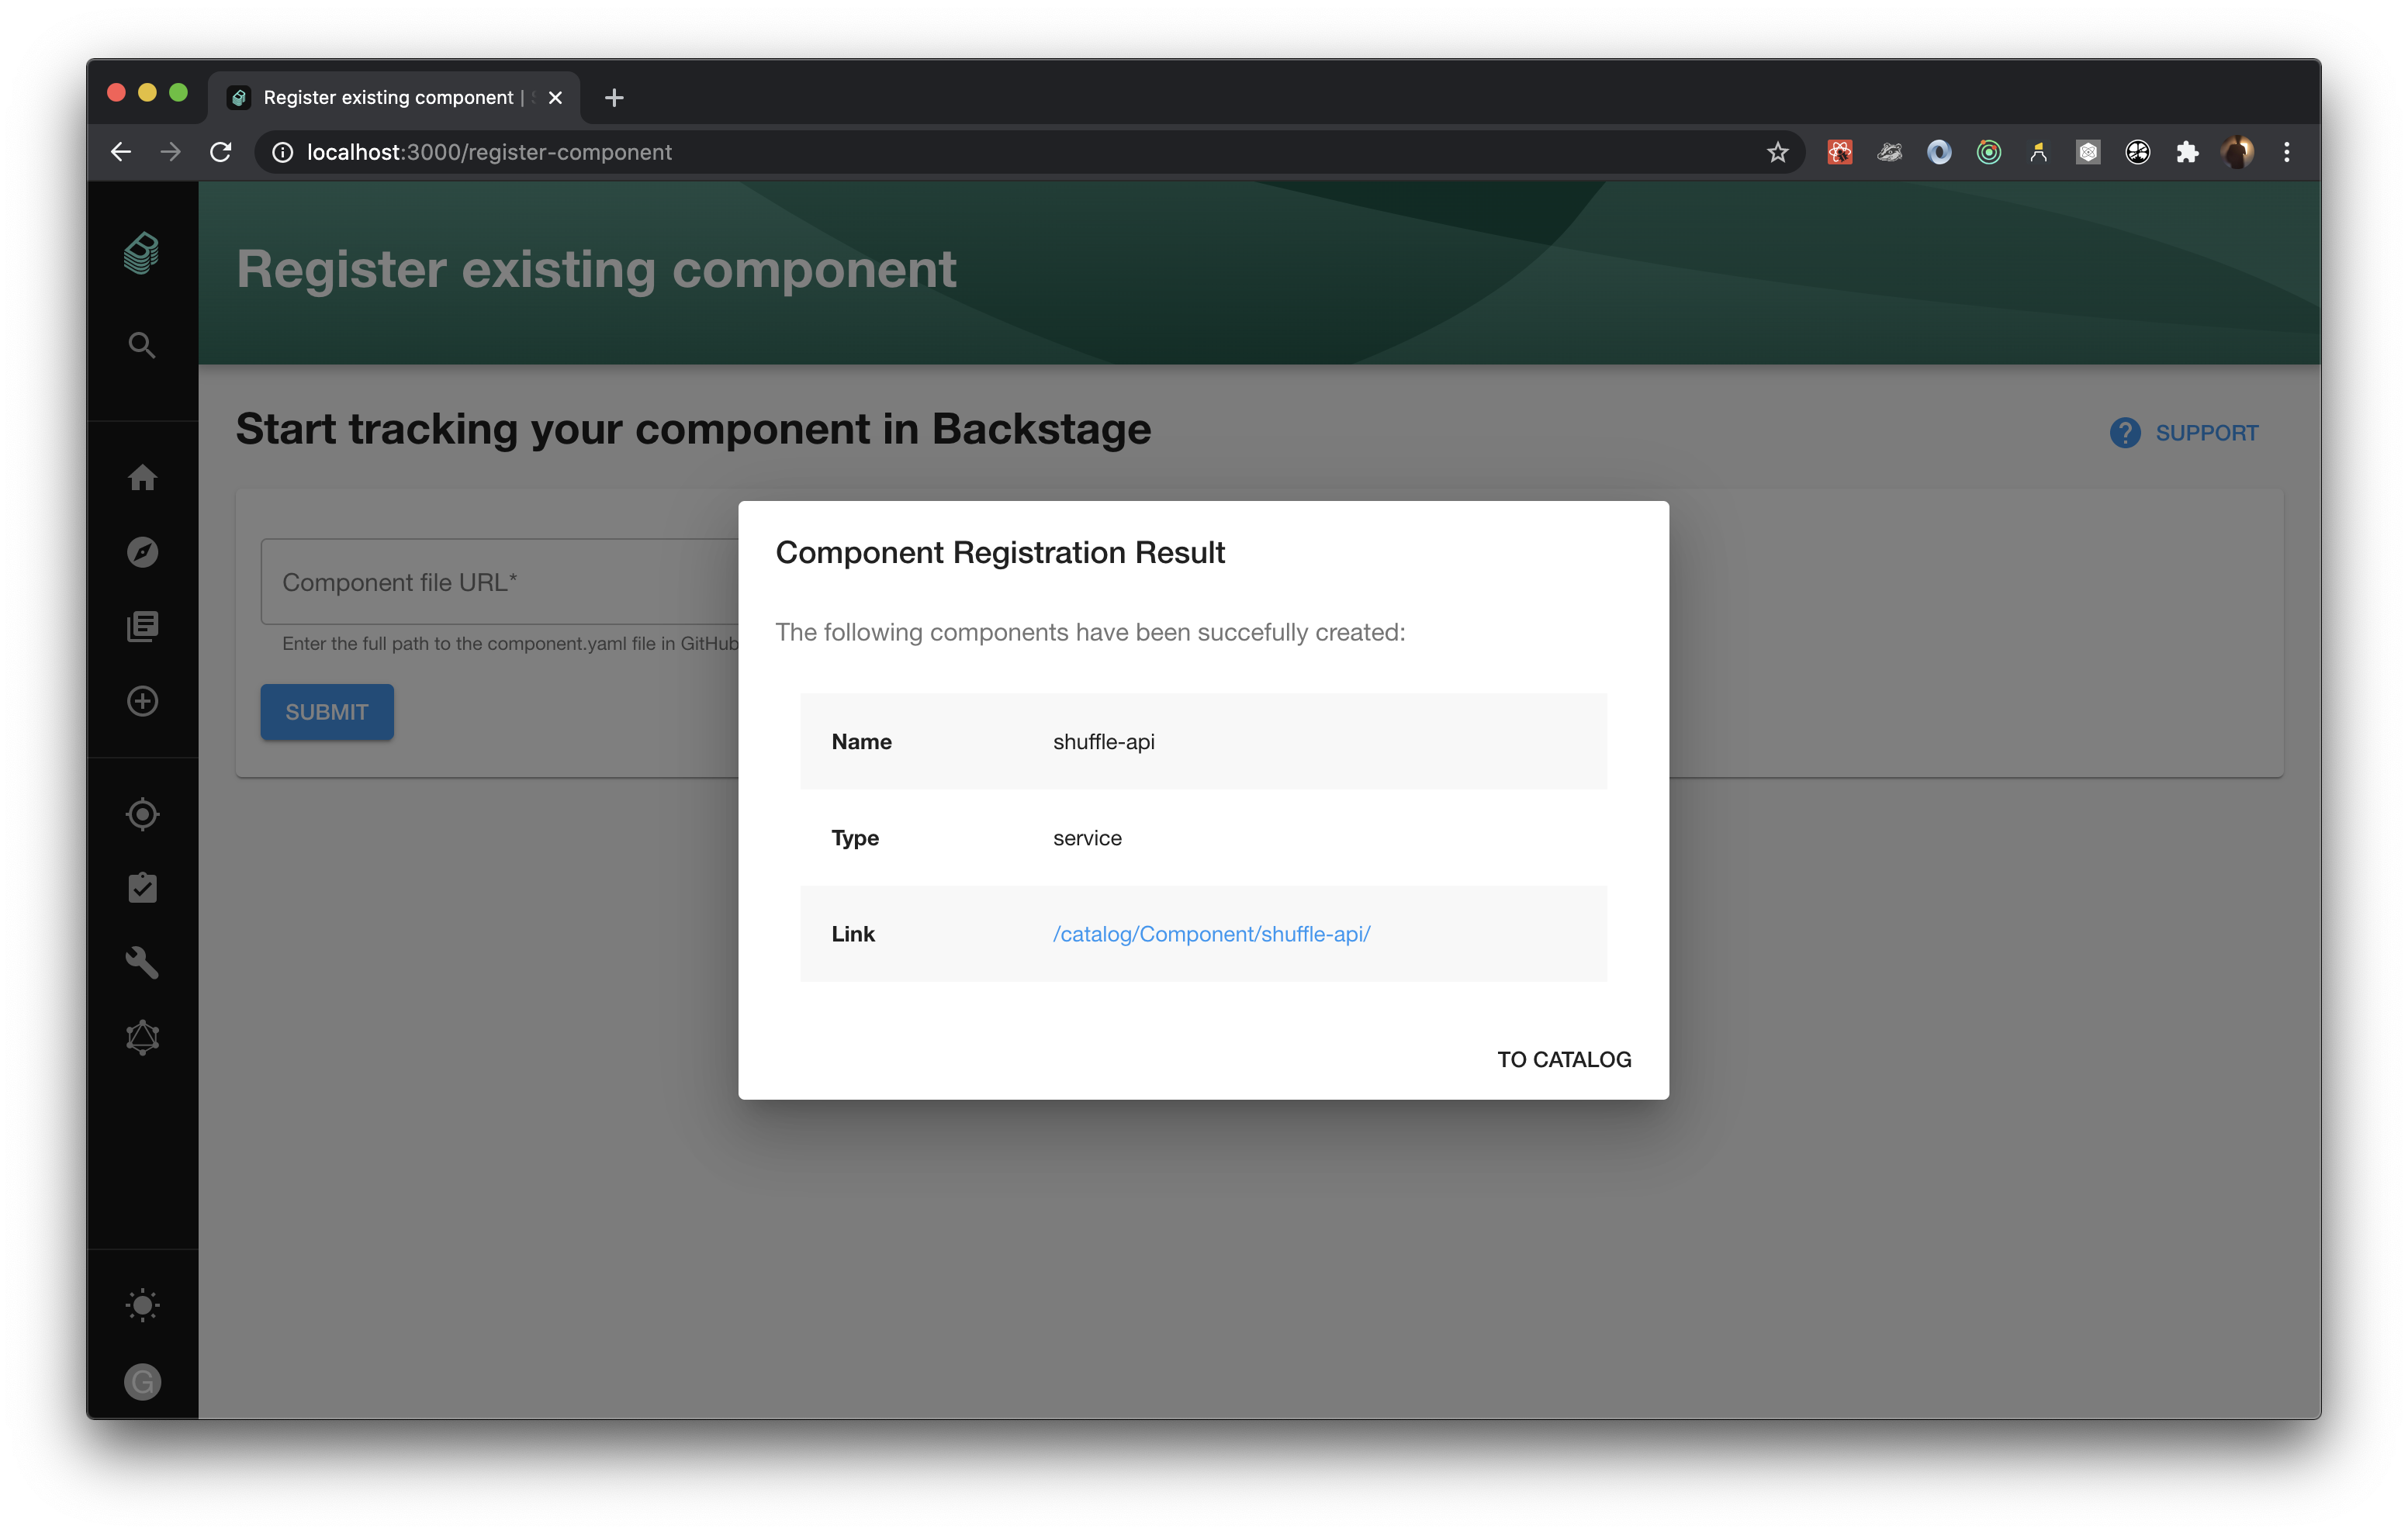 Register existing component |
localhost:3000/register-component
Register existing component
Start tracking your component in Backstage
SUPPORT
Component file URL*
Enter the full path to the component.yaml file in GitHub
SUBMIT
Component Registration Result
The following components have been succefully created:
Name shuffle-api
Type service
Link /catalog/Component/shuffle-api/
TO CATALOG
G